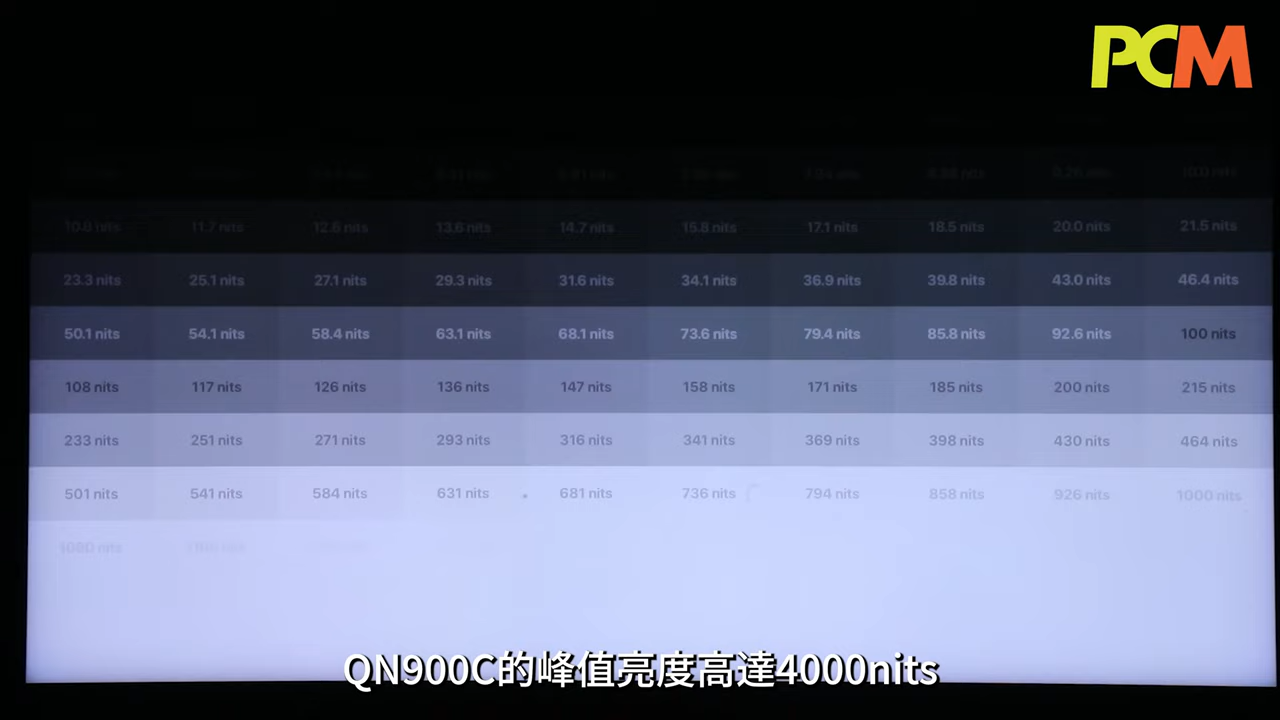 PCM
10.0 nits
10.8 nits 11.7 nits 12.6 nits 13.6 nits 14.7 nits 15.8 nits 17.1 nits 18.5 nits 20.0 nits 21.5 nits
23.3 nits 25.1 nits 27.1 nits 29.3 nits 31.6 nits 34.1 nits 36.9 nits 39.8 nits 43.0 nits 46.4 nits
50.1 nits 54.1 nits 58.4 nits 63.1 nits 68.1 nits 73.6 nits 79.4 nits 85.8 nits 92.6 nits 100 nits
108 nits 117 nits 126 nits 136 nits 147 nits 158 nits 171 nits 185 nits 200 nits 215 nits
233 nits 251 nits 271 nits 293 nits 316 nits 341 nits 369 nits 398 nits 430 nits 464 nits
501 nits 541 nits 584 nits 631 nits 681 nits 736 nits 794 nits 858 nits 926 nits 1000 nits
1080 nits
QN900C的峰值亮度高達4000nits